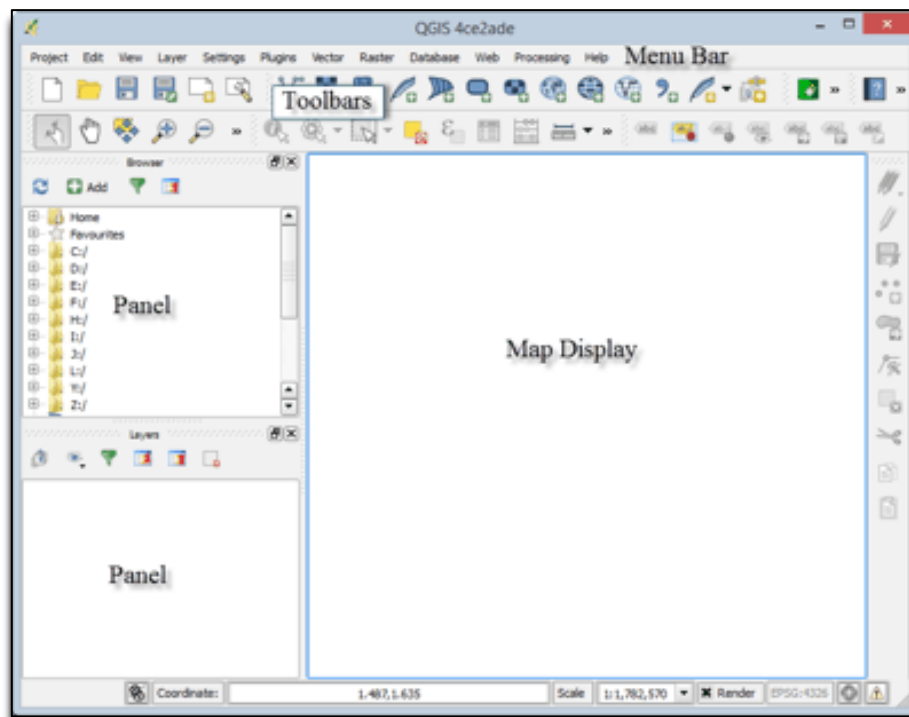 QGIS 4ce2ade
Project Edit View Layer Settings Plugins Vector Raster Database Web Processing Help Menu Bar
Toolbars
Browser
Add
Home
Favourites
C:/
D:/
E:/
F:/
Panel
H:/
I:/
J:/
L:/
Y:/
Z:/
Map Display
Layers
Panel
Coordinate: 1.487,1.635 Scale 1:1,782,570 Render EPSG:4326